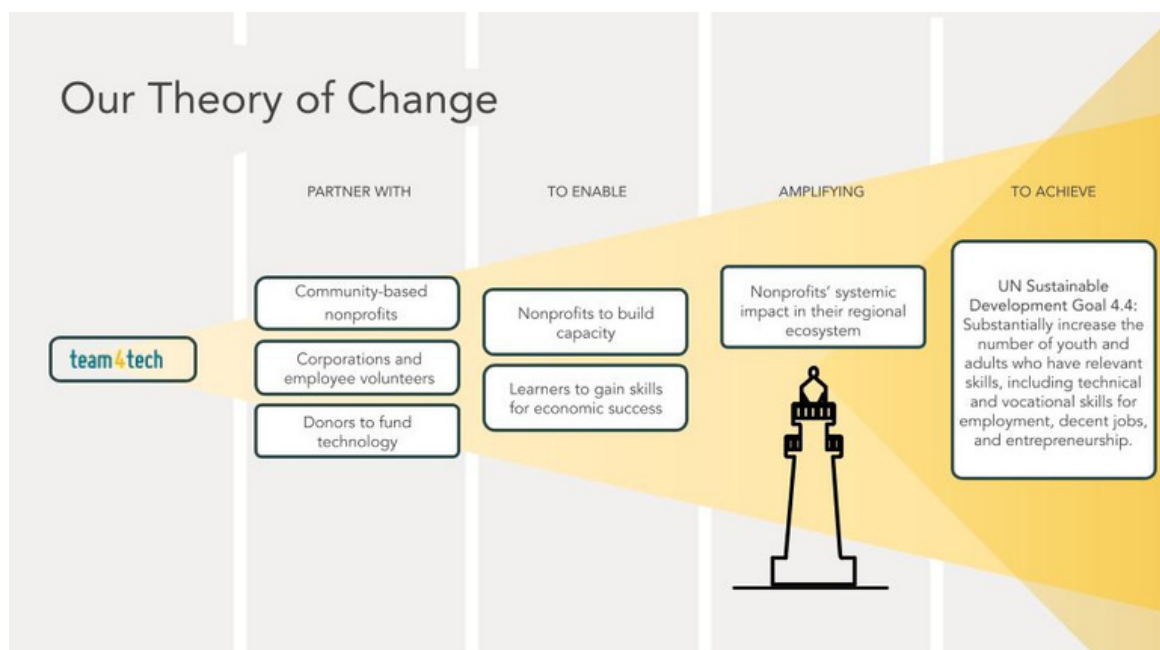 Our Theory of Change
PARTNER WITH
TO ENABLE
AMPLIFYING
TO ACHIEVE
team4tech
Community-based
nonprofits
Corporations and
employee volunteers
Donors to fund
technology
Nonprofits to build
capacity
Learners to gain skills
for economic success
Nonprofits’ systemic
impact in their regional
ecosystem
UN Sustainable
Development Goal 4.4:
Substantially increase the
number of youth and
adults who have relevant
skills, including technical
and vocational skills for
employment, decent jobs,
and entrepreneurship.